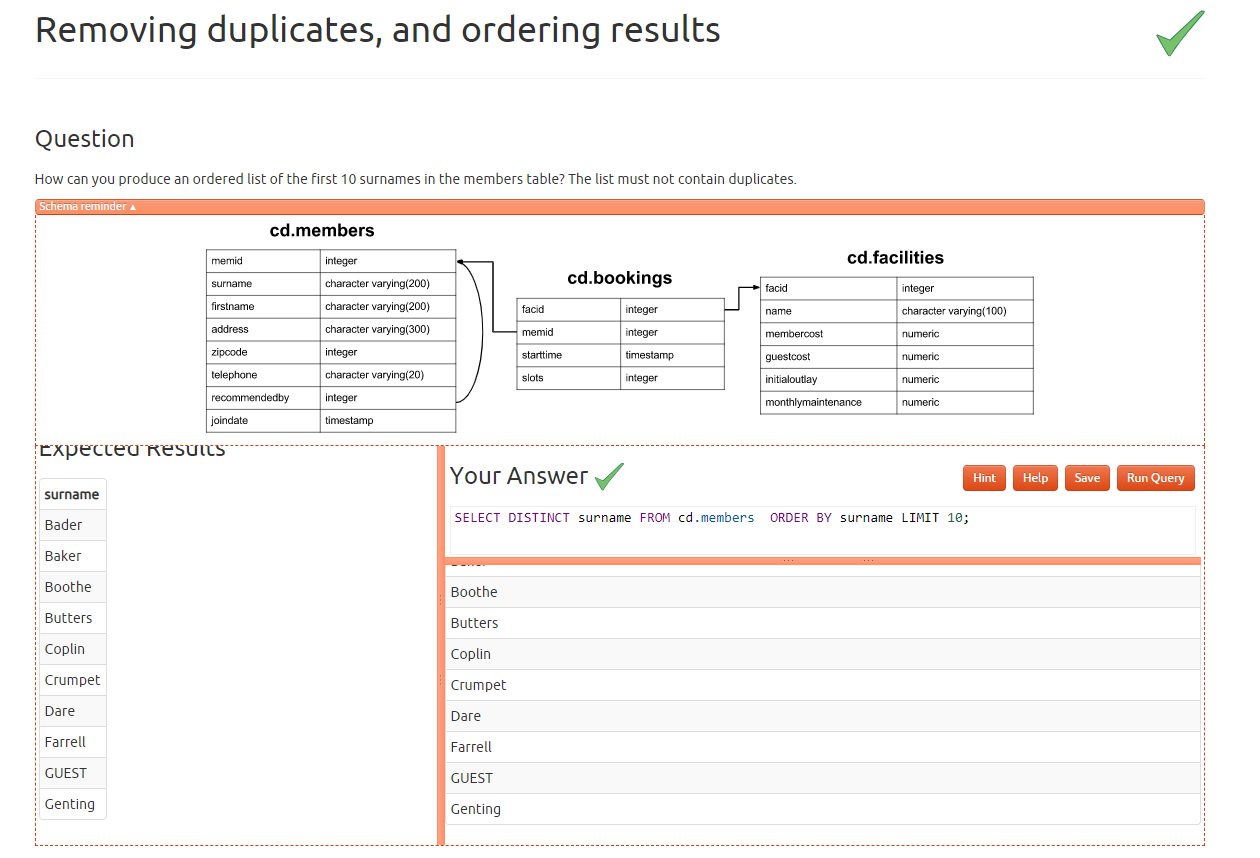 Removing duplicates, and ordering results
Question
How can you produce an ordered list of the first 10 surnames in the members table? The list must not contain duplicates.
Schema reminder ▲
cd.members
memid integer
surname character varying(200)
firstname character varying(200)
address character varying(300)
zipcode integer
telephone character varying(20)
recommendedby integer
joindate timestamp
cd.bookings
facid integer
memid integer
starttime timestamp
slots integer
cd.facilities
facid integer
name character varying(100)
membercost numeric
guestcost numeric
initialoutlay numeric
monthlymaintenance numeric
Expected Results
surname
Bader
Baker
Boothe
Butters
Coplin
Crumpet
Dare
Farrell
GUEST
Genting
Your Answer
Hint Help Save Run Query
SELECT DISTINCT surname FROM cd.members  ORDER BY surname LIMIT 10;
Boothe
Butters
Coplin
Crumpet
Dare
Farrell
GUEST
Genting